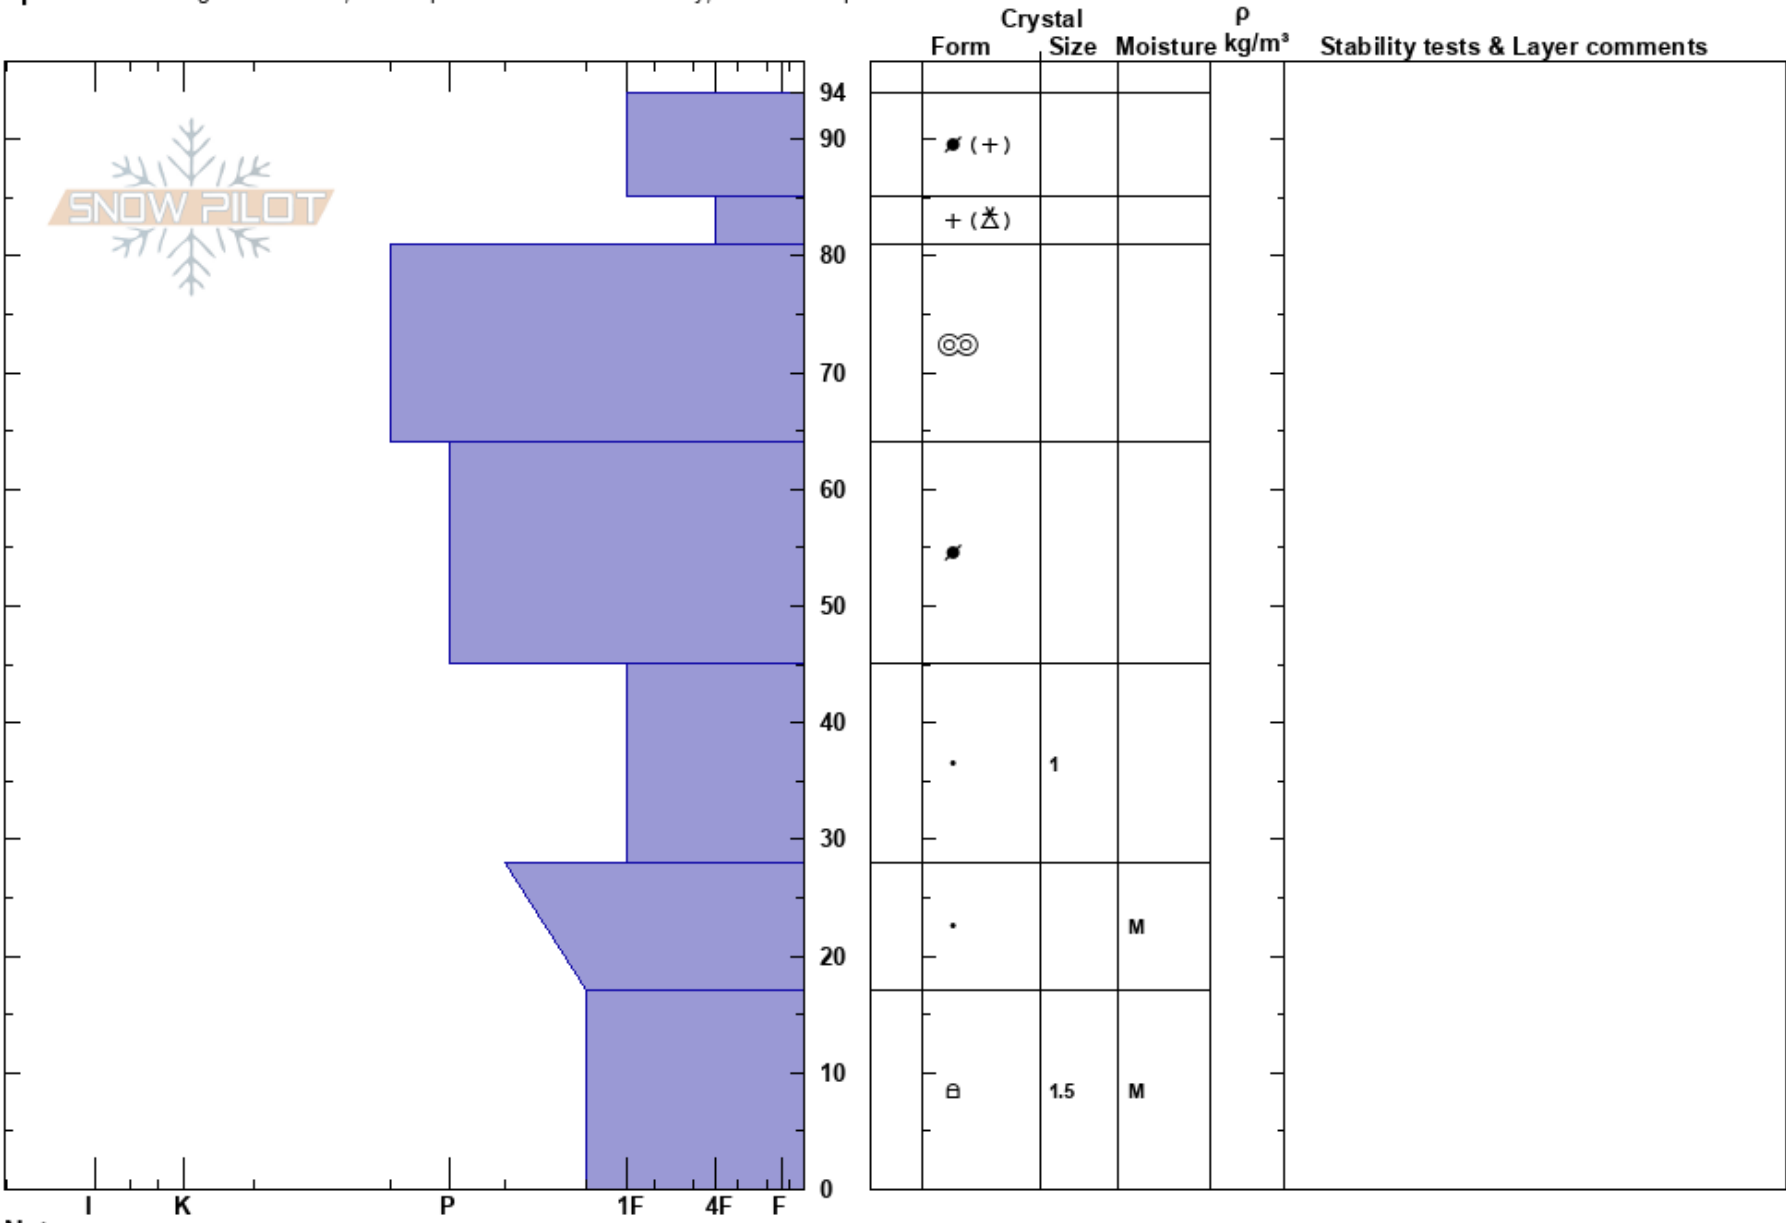 Crystal ρ
Form Size Moisture kg/m³ Stability tests & Layer comments
SNOW PILOT
94
90
(+)
+ ( )
80
70
60
50
40
1
30
M
20
10
1.5 M
0
I K P 1F 4F F